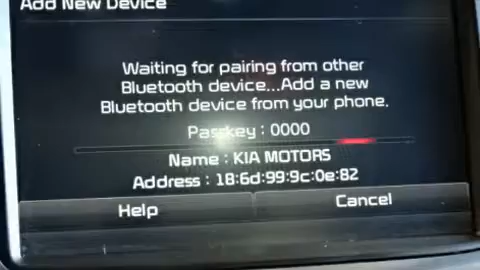 Add New Device
Waiting for pairing from other
Bluetooth device...Add a new
Bluetooth device from your phone.
Passkey : 0000
Name : KIA MOTORS
Address : 18:6d:99:9c:0e:82
Help
Cancel